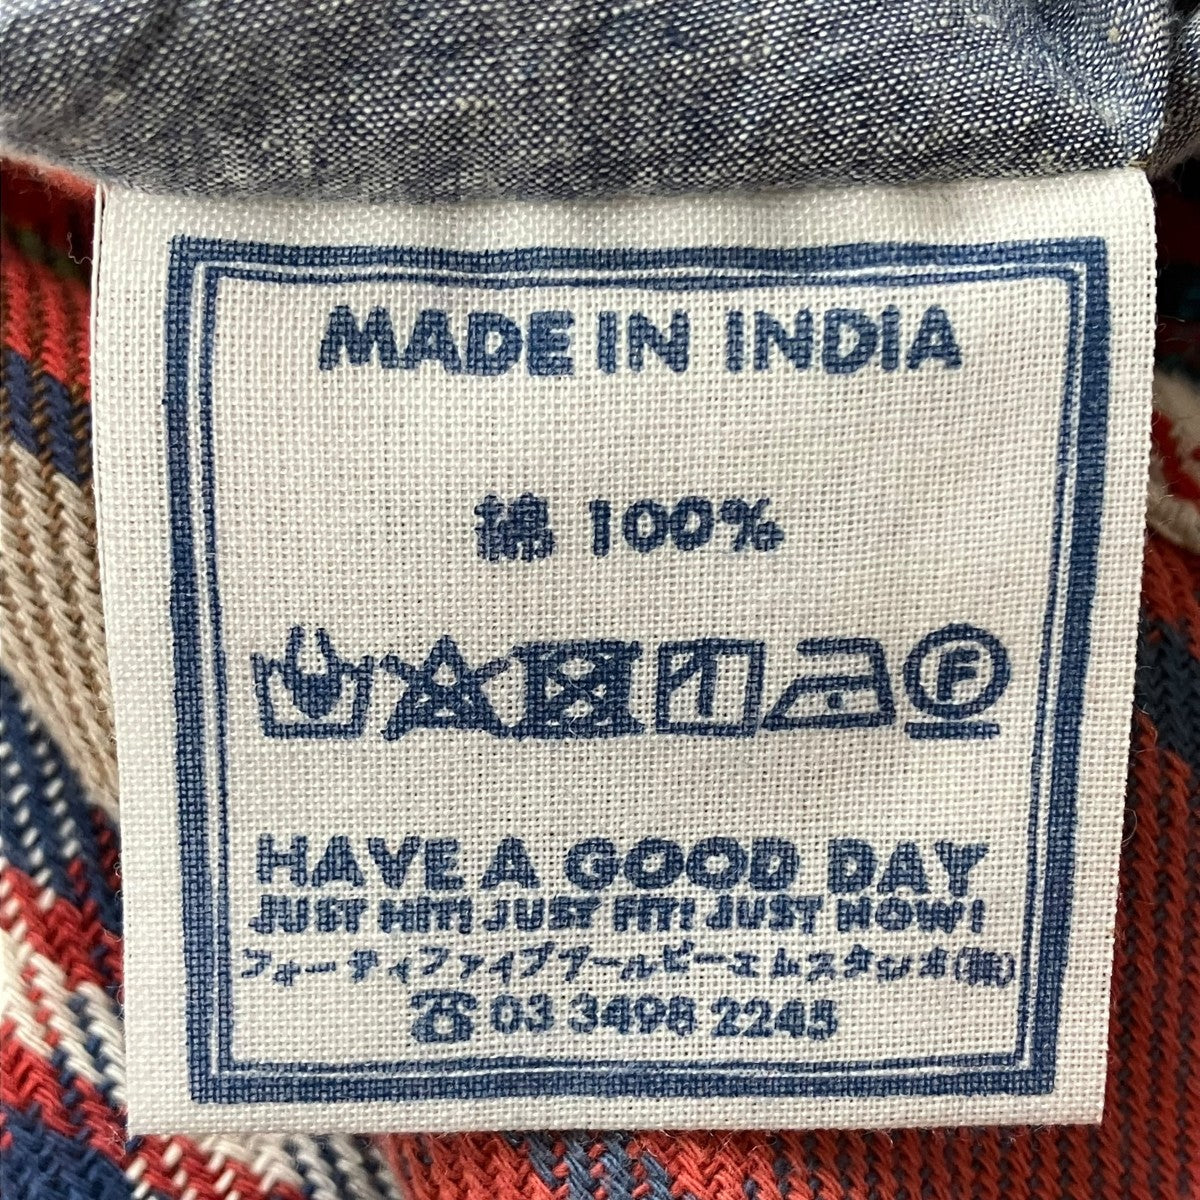 MADE IN INDIA
綿 100%
F
HAVE A GOOD DAY
JUST HIT! JUST FIT! JUST NOW!
フォーティファイブアールピーエムスタジオ(株)
☎ 03 3498 2245